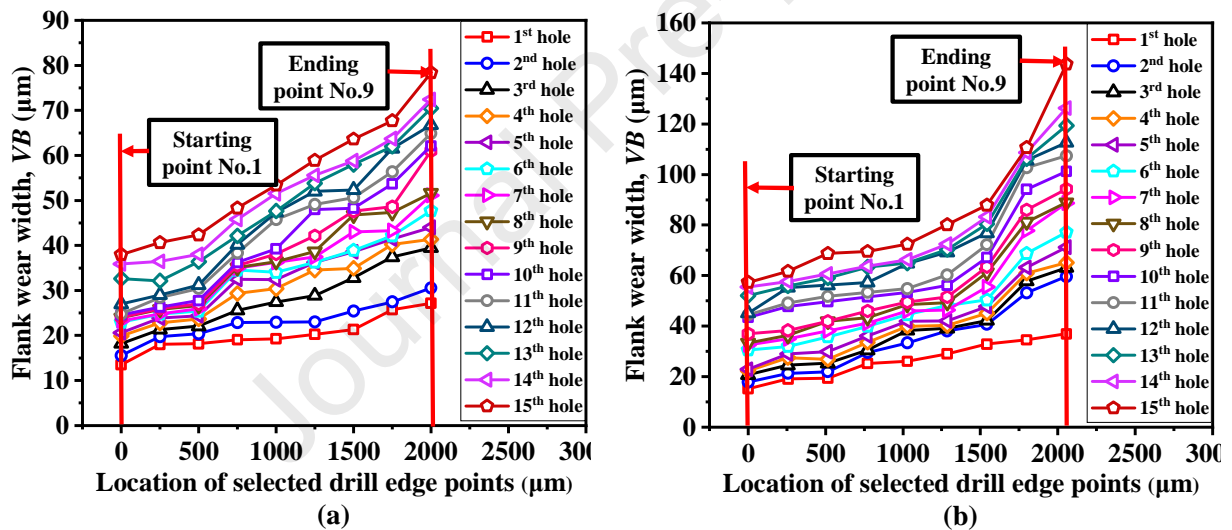 (a)
90
80
70
60
50
40
30
20
10
0
Flank wear width, VB (μm)
Starting
point No.1
Ending
point No.9
1st hole
2nd hole
3rd hole
4th hole
5th hole
6th hole
7th hole
8th hole
9th hole
10th hole
11th hole
12th hole
13th hole
14th hole
15th hole
0 500 1000 1500 2000 2500 300
Location of selected drill edge points (μm)
(a)
(b)
160
140
120
100
80
60
40
20
0
Flank wear width, VB (μm)
Starting
point No.1
Ending
point No.9
1st hole
2nd hole
3rd hole
4th hole
5th hole
6th hole
7th hole
8th hole
9th hole
10th hole
11th hole
12th hole
13th hole
14th hole
15th hole
0 500 1000 1500 2000 2500 300
Location of selected drill edge points (μm)
(b)
Journal Pre